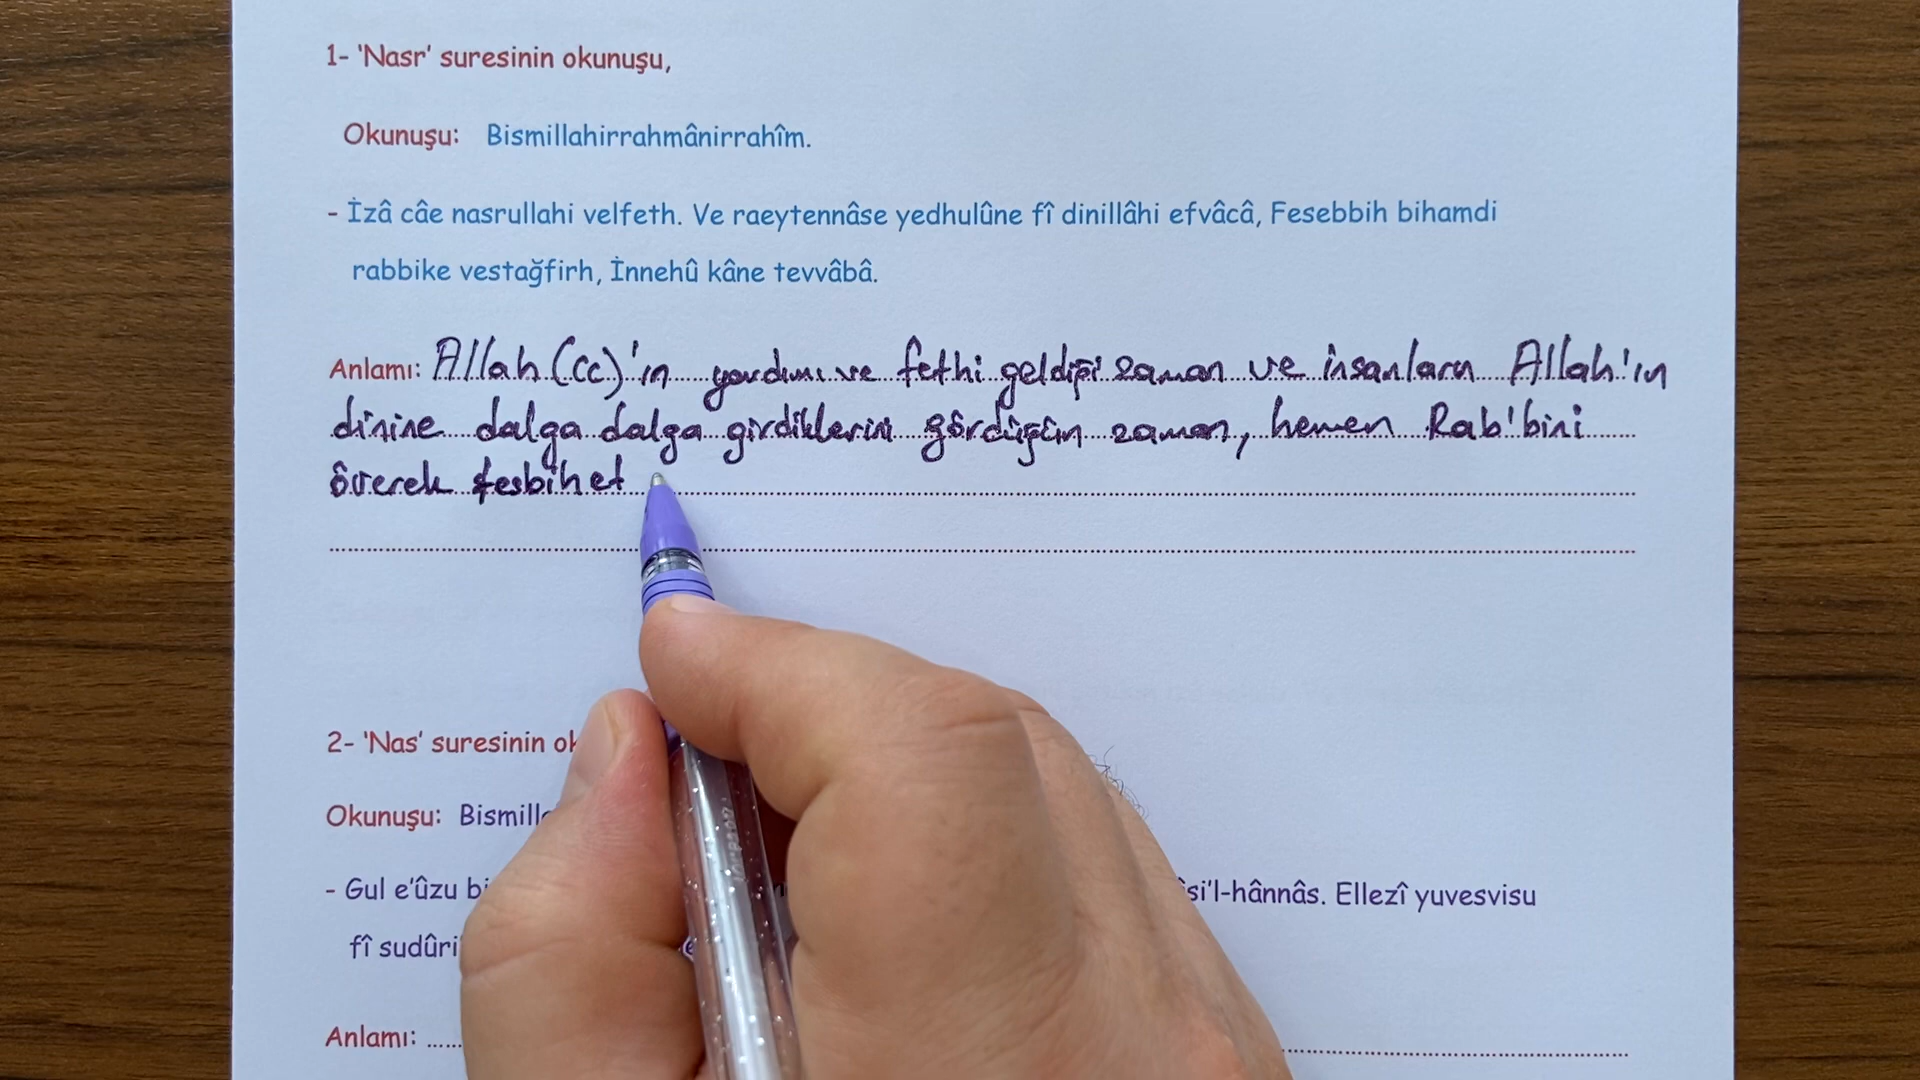 1- ‘Nasr’ suresinin okunuşu,
Okunuşu: Bismillahirrahmânirrahîm.
- İzâ câe nasrullahi velfeth. Ve raeytennâse yedhulûne fî dinillâhi efvâcâ, Fesebbih bihamdi
rabbike vestağfirh, İnnehû kâne tevvâbâ.
Anlamı: Allah (cc)'ın yardımı ve fethi geldiği zaman ve insanların Allah'ın
dinine dalga dalga girdiklerini gördüğün zaman, hemen Rab'bini
överek tesbih et
2- ‘Nas’ suresinin
Okunuşu:
- Gul e’ûzu
si’l-hânnâs. Ellezî yuvesvisu
fî
Anlamı: